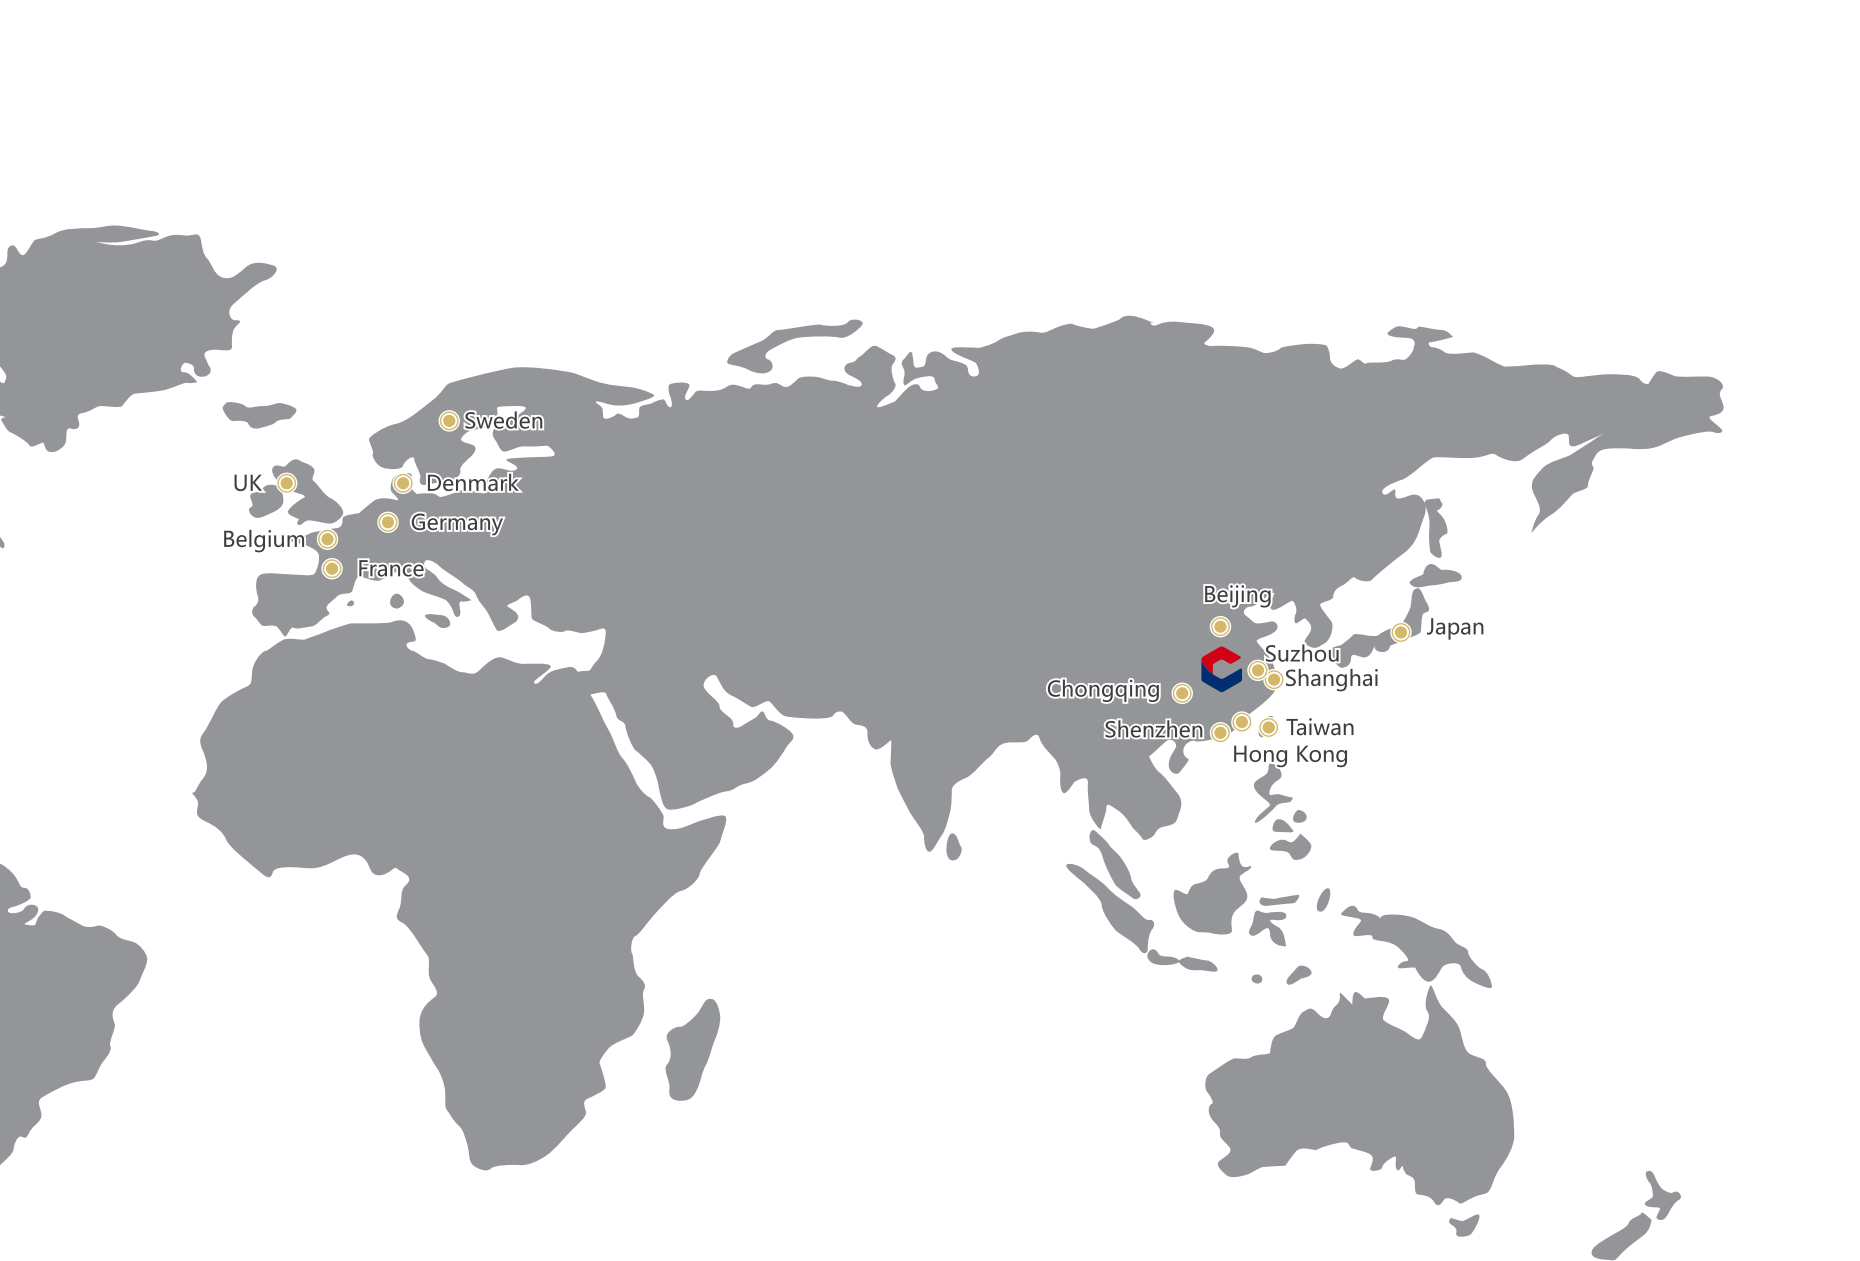 Sweden
UK
Denmark
Germany
Belgium
France
Beijing
Japan
Suzhou
Shanghai
Chongqing
Shenzhen
Taiwan
Hong Kong